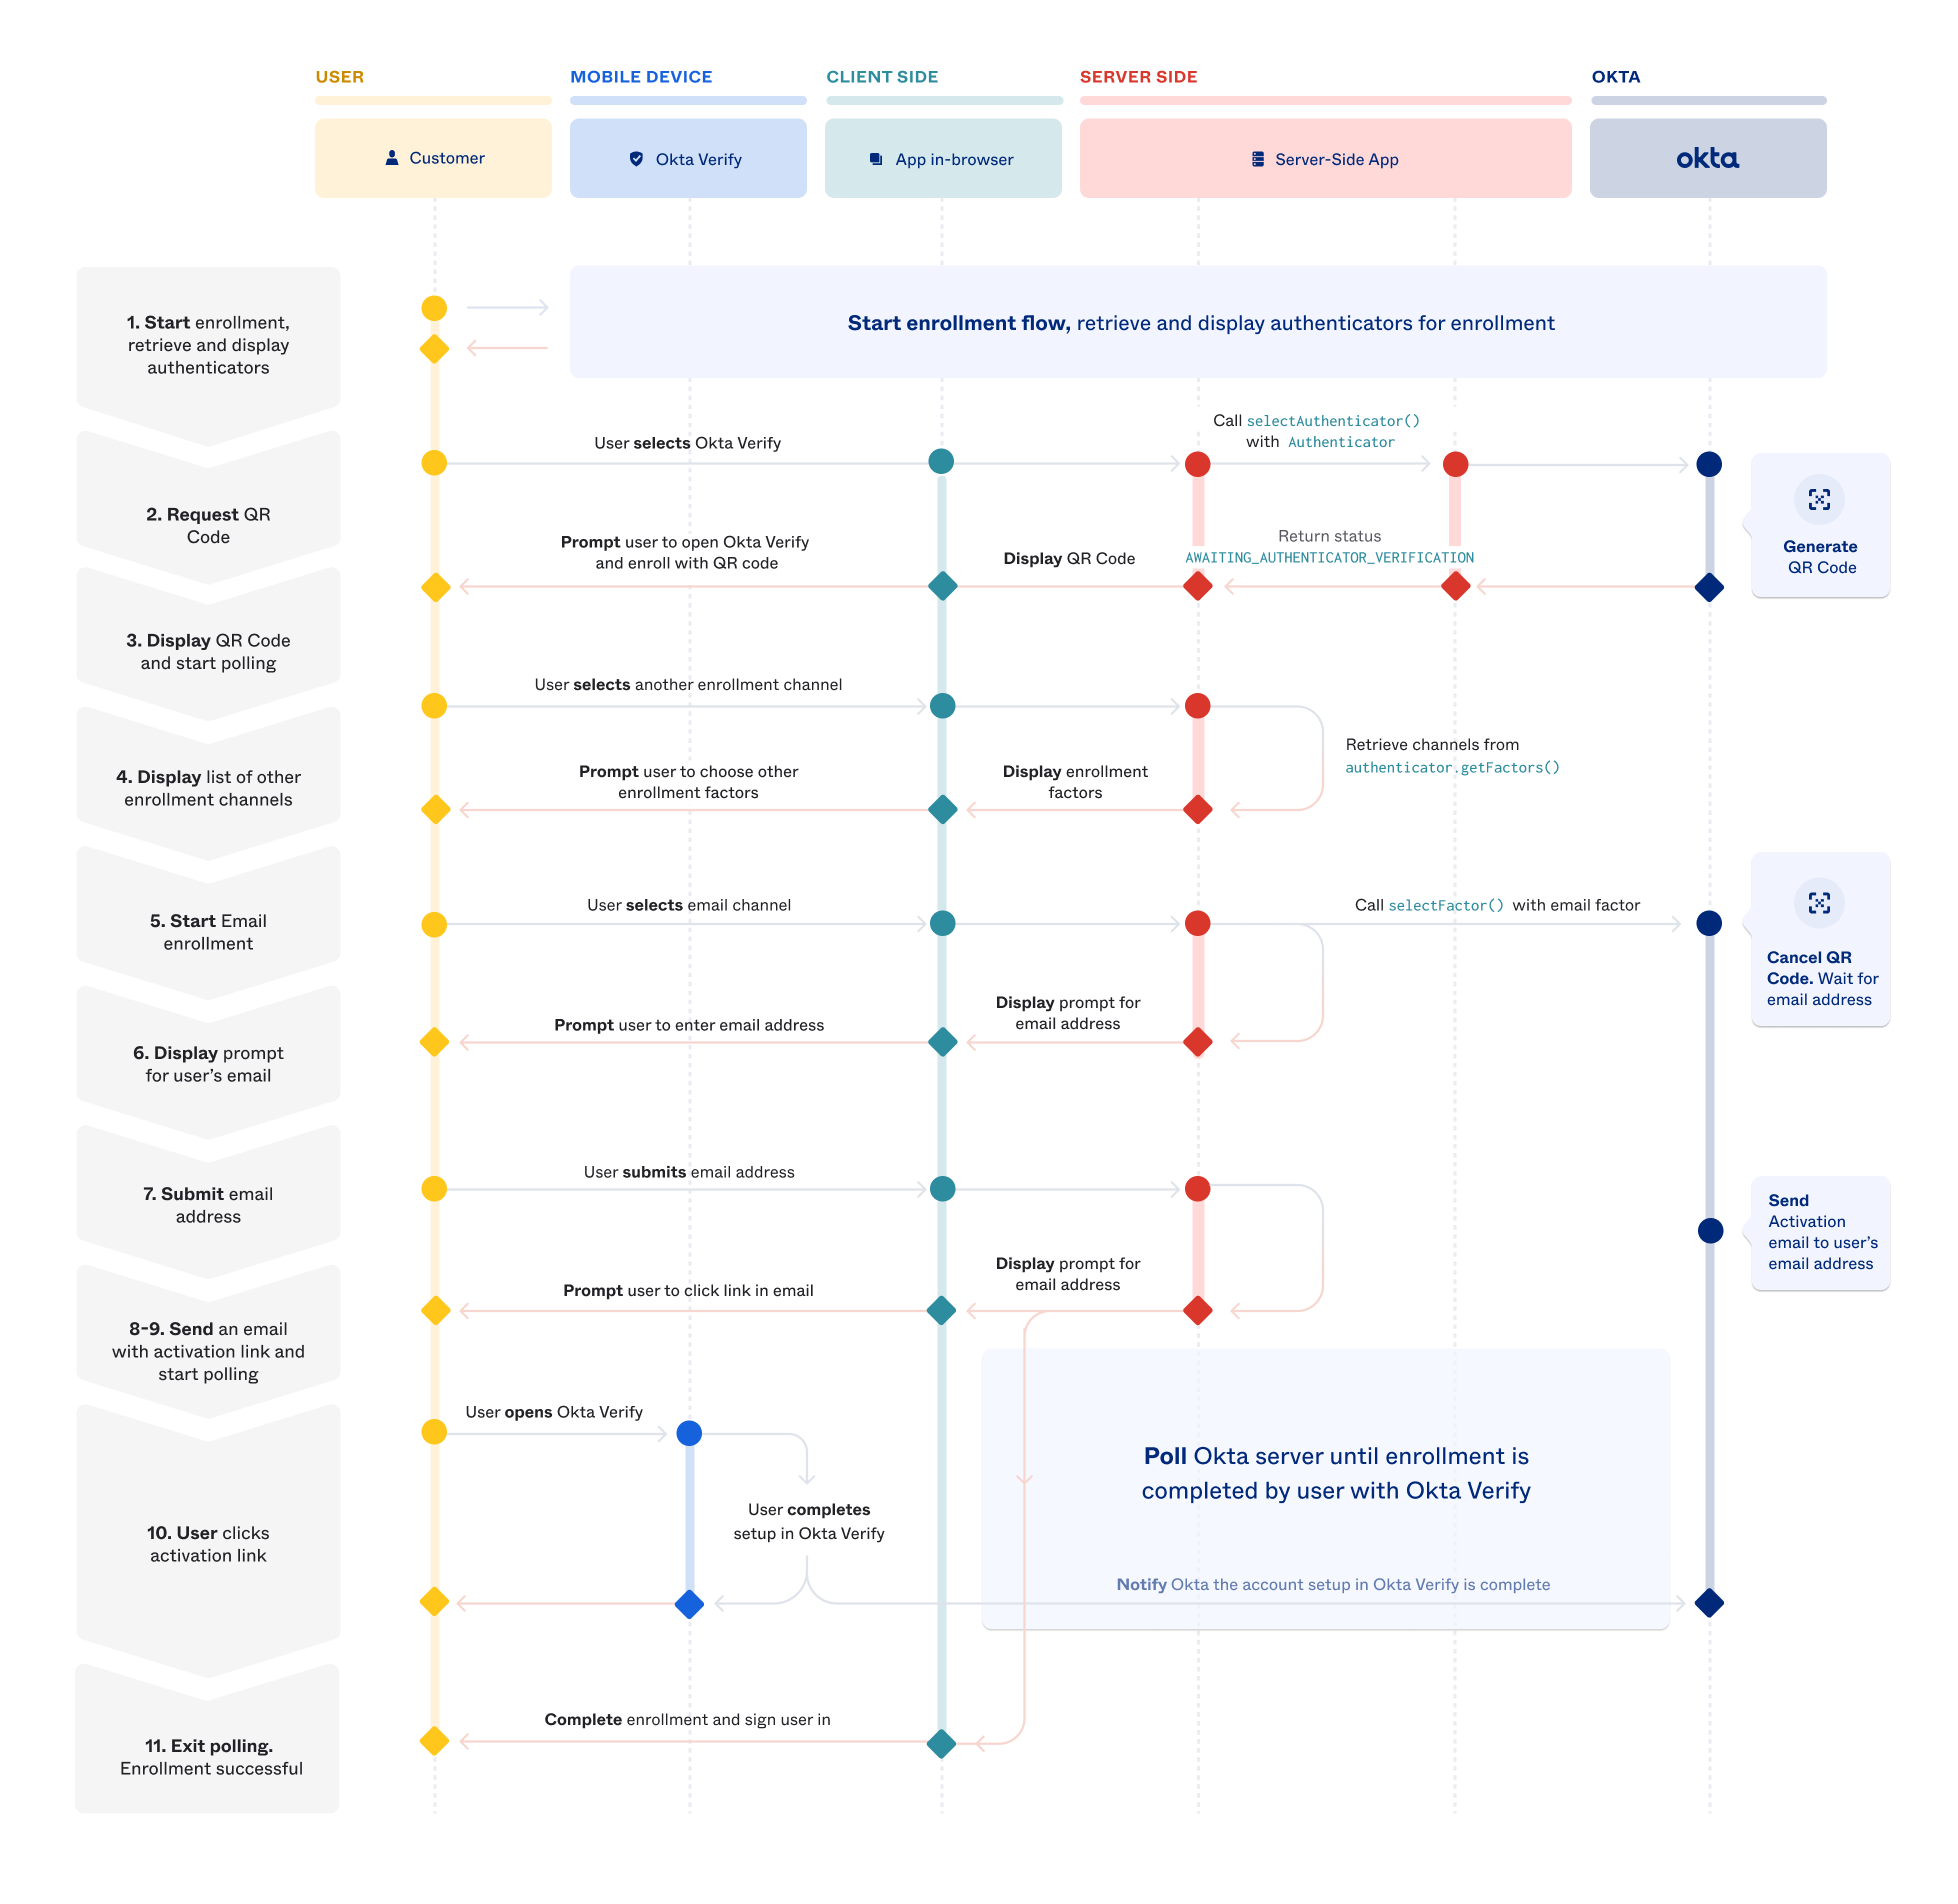 USER
MOBILE DEVICE
CLIENT SIDE
SERVER SIDE
OKTA
Customer
Okta Verify
App in-browser
Server-Side App
okta
1. Start enrollment,
retrieve and display
authenticators
Start enrollment flow, retrieve and display authenticators for enrollment
2. Request QR
Code
User selects Okta Verify
Call selectAuthenticator()
with Authenticator
Generate
QR Code
Prompt user to open Okta Verify
and enroll with QR code
Display QR Code
Return status
AWAITING_AUTHENTICATOR_VERIFICATION
3. Display QR Code
and start polling
User selects another enrollment channel
Retrieve channels from
authenticator.getFactors()
4. Display list of other
enrollment channels
Prompt user to choose other
enrollment factors
Display enrollment
factors
5. Start Email
enrollment
User selects email channel
Call selectFactor() with email factor
Cancel QR
Code. Wait for
email address
6. Display prompt
for user's email
Prompt user to enter email address
Display prompt for
email address
7. Submit email
address
User submits email address
Send
Activation
email to user's
email address
8-9. Send an email
with activation link and
start polling
Prompt user to click link in email
Display prompt for
email address
10. User clicks
activation link
User opens Okta Verify
User completes
setup in Okta Verify
Poll Okta server until enrollment is
completed by user with Okta Verify
Notify Okta the account setup in Okta Verify is complete
11. Exit polling.
Enrollment successful
Complete enrollment and sign user in